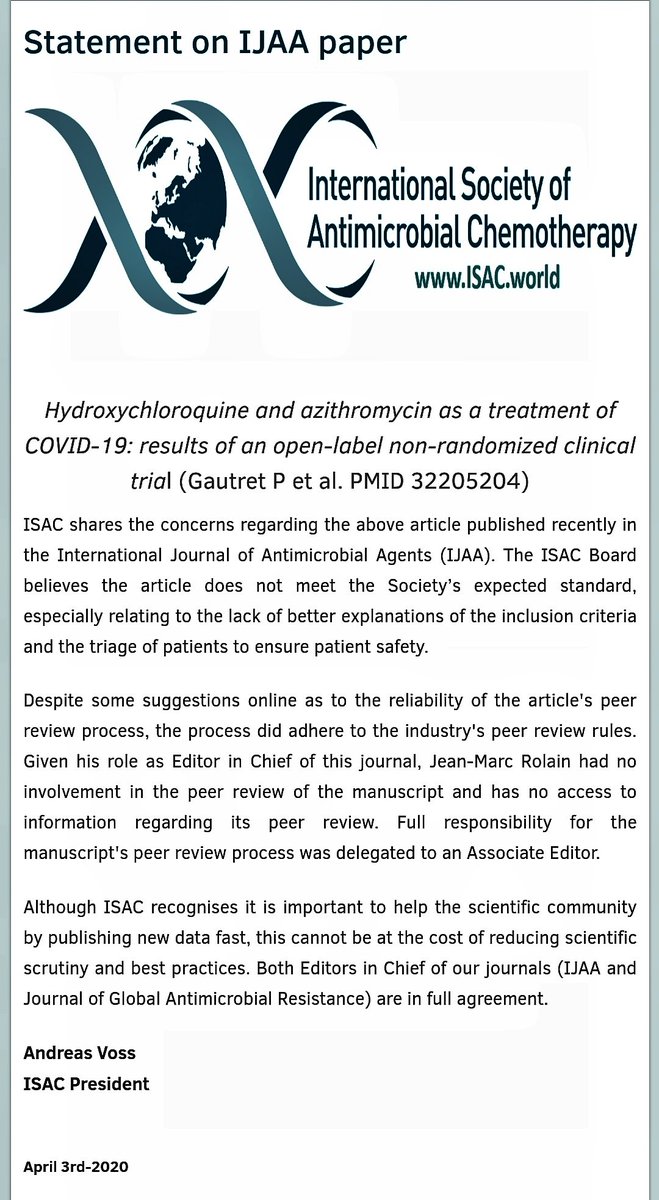 Statement on IJAA paper
International Society of
Antimicrobial Chemotherapy
www.ISAC.world
Hydroxychloroquine and azithromycin as a treatment of
COVID-19: results of an open-label non-randomized clinical
trial (Gautret P et al. PMID 32205204)
ISAC shares the concerns regarding the above article published recently in
the International Journal of Antimicrobial Agents (IJAA). The ISAC Board
believes the article does not meet the Society’s expected standard,
especially relating to the lack of better explanations of the inclusion criteria
and the triage of patients to ensure patient safety.
Despite some suggestions online as to the reliability of the article's peer
review process, the process did adhere to the industry's peer review rules.
Given his role as Editor in Chief of this journal, Jean-Marc Rolain had no
involvement in the peer review of the manuscript and has no access to
information regarding its peer review. Full responsibility for the
manuscript's peer review process was delegated to an Associate Editor.
Although ISAC recognises it is important to help the scientific community
by publishing new data fast, this cannot be at the cost of reducing scientific
scrutiny and best practices. Both Editors in Chief of our journals (IJAA and
Journal of Global Antimicrobial Resistance) are in full agreement.
Andreas Voss
ISAC President
April 3rd-2020